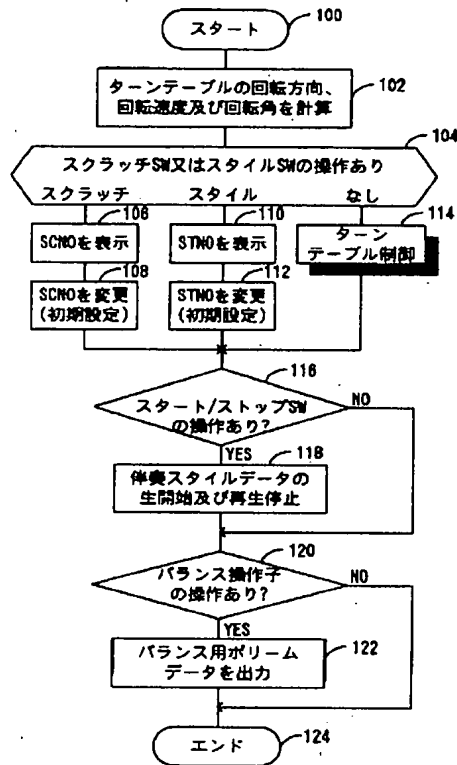 スタート
100
ターンテーブルの回転方向、
回転速度及び回転角を計算
102
104
スクラッチSW又はスタイルSWの操作あり
スクラッチ
スタイル
なし
106
SCNOを表示
110
STNOを表示
114
ターン
テーブル制御
108
SCNOを変更
(初期設定)
112
STNOを変更
(初期設定)
116
スタート/ストップSW
の操作あり?
NO
YES
118
伴奏スタイルデータの
生開始及び再生停止
120
バランス操作子
の操作あり?
NO
YES
122
バランス用ボリーム
データを出力
エンド
124